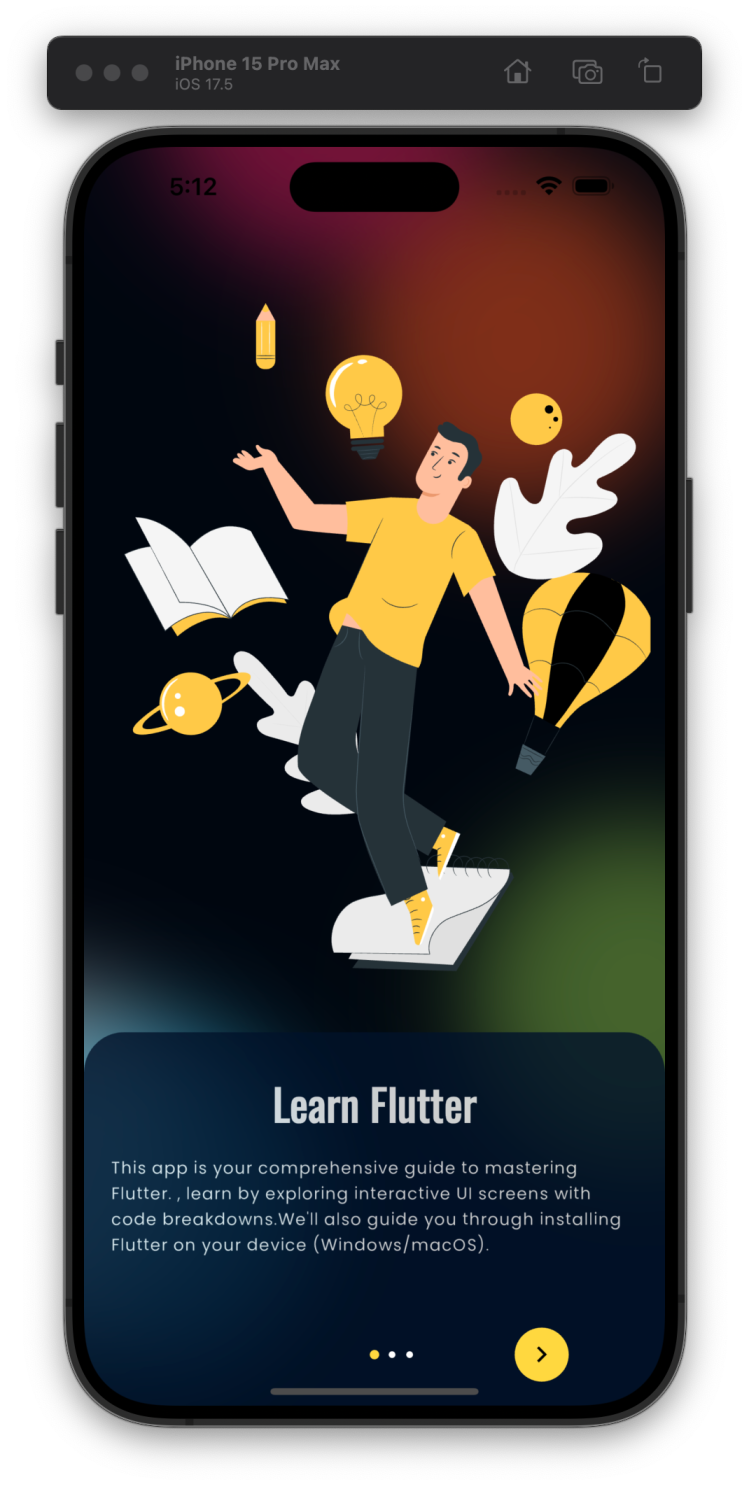 iPhone 15 Pro Max
iOS 17.5
5:12
Learn Flutter
This app is your comprehensive guide to mastering
Flutter. , learn by exploring interactive UI screens with
code breakdowns.We'll also guide you through installing
Flutter on your device (Windows/macOS).